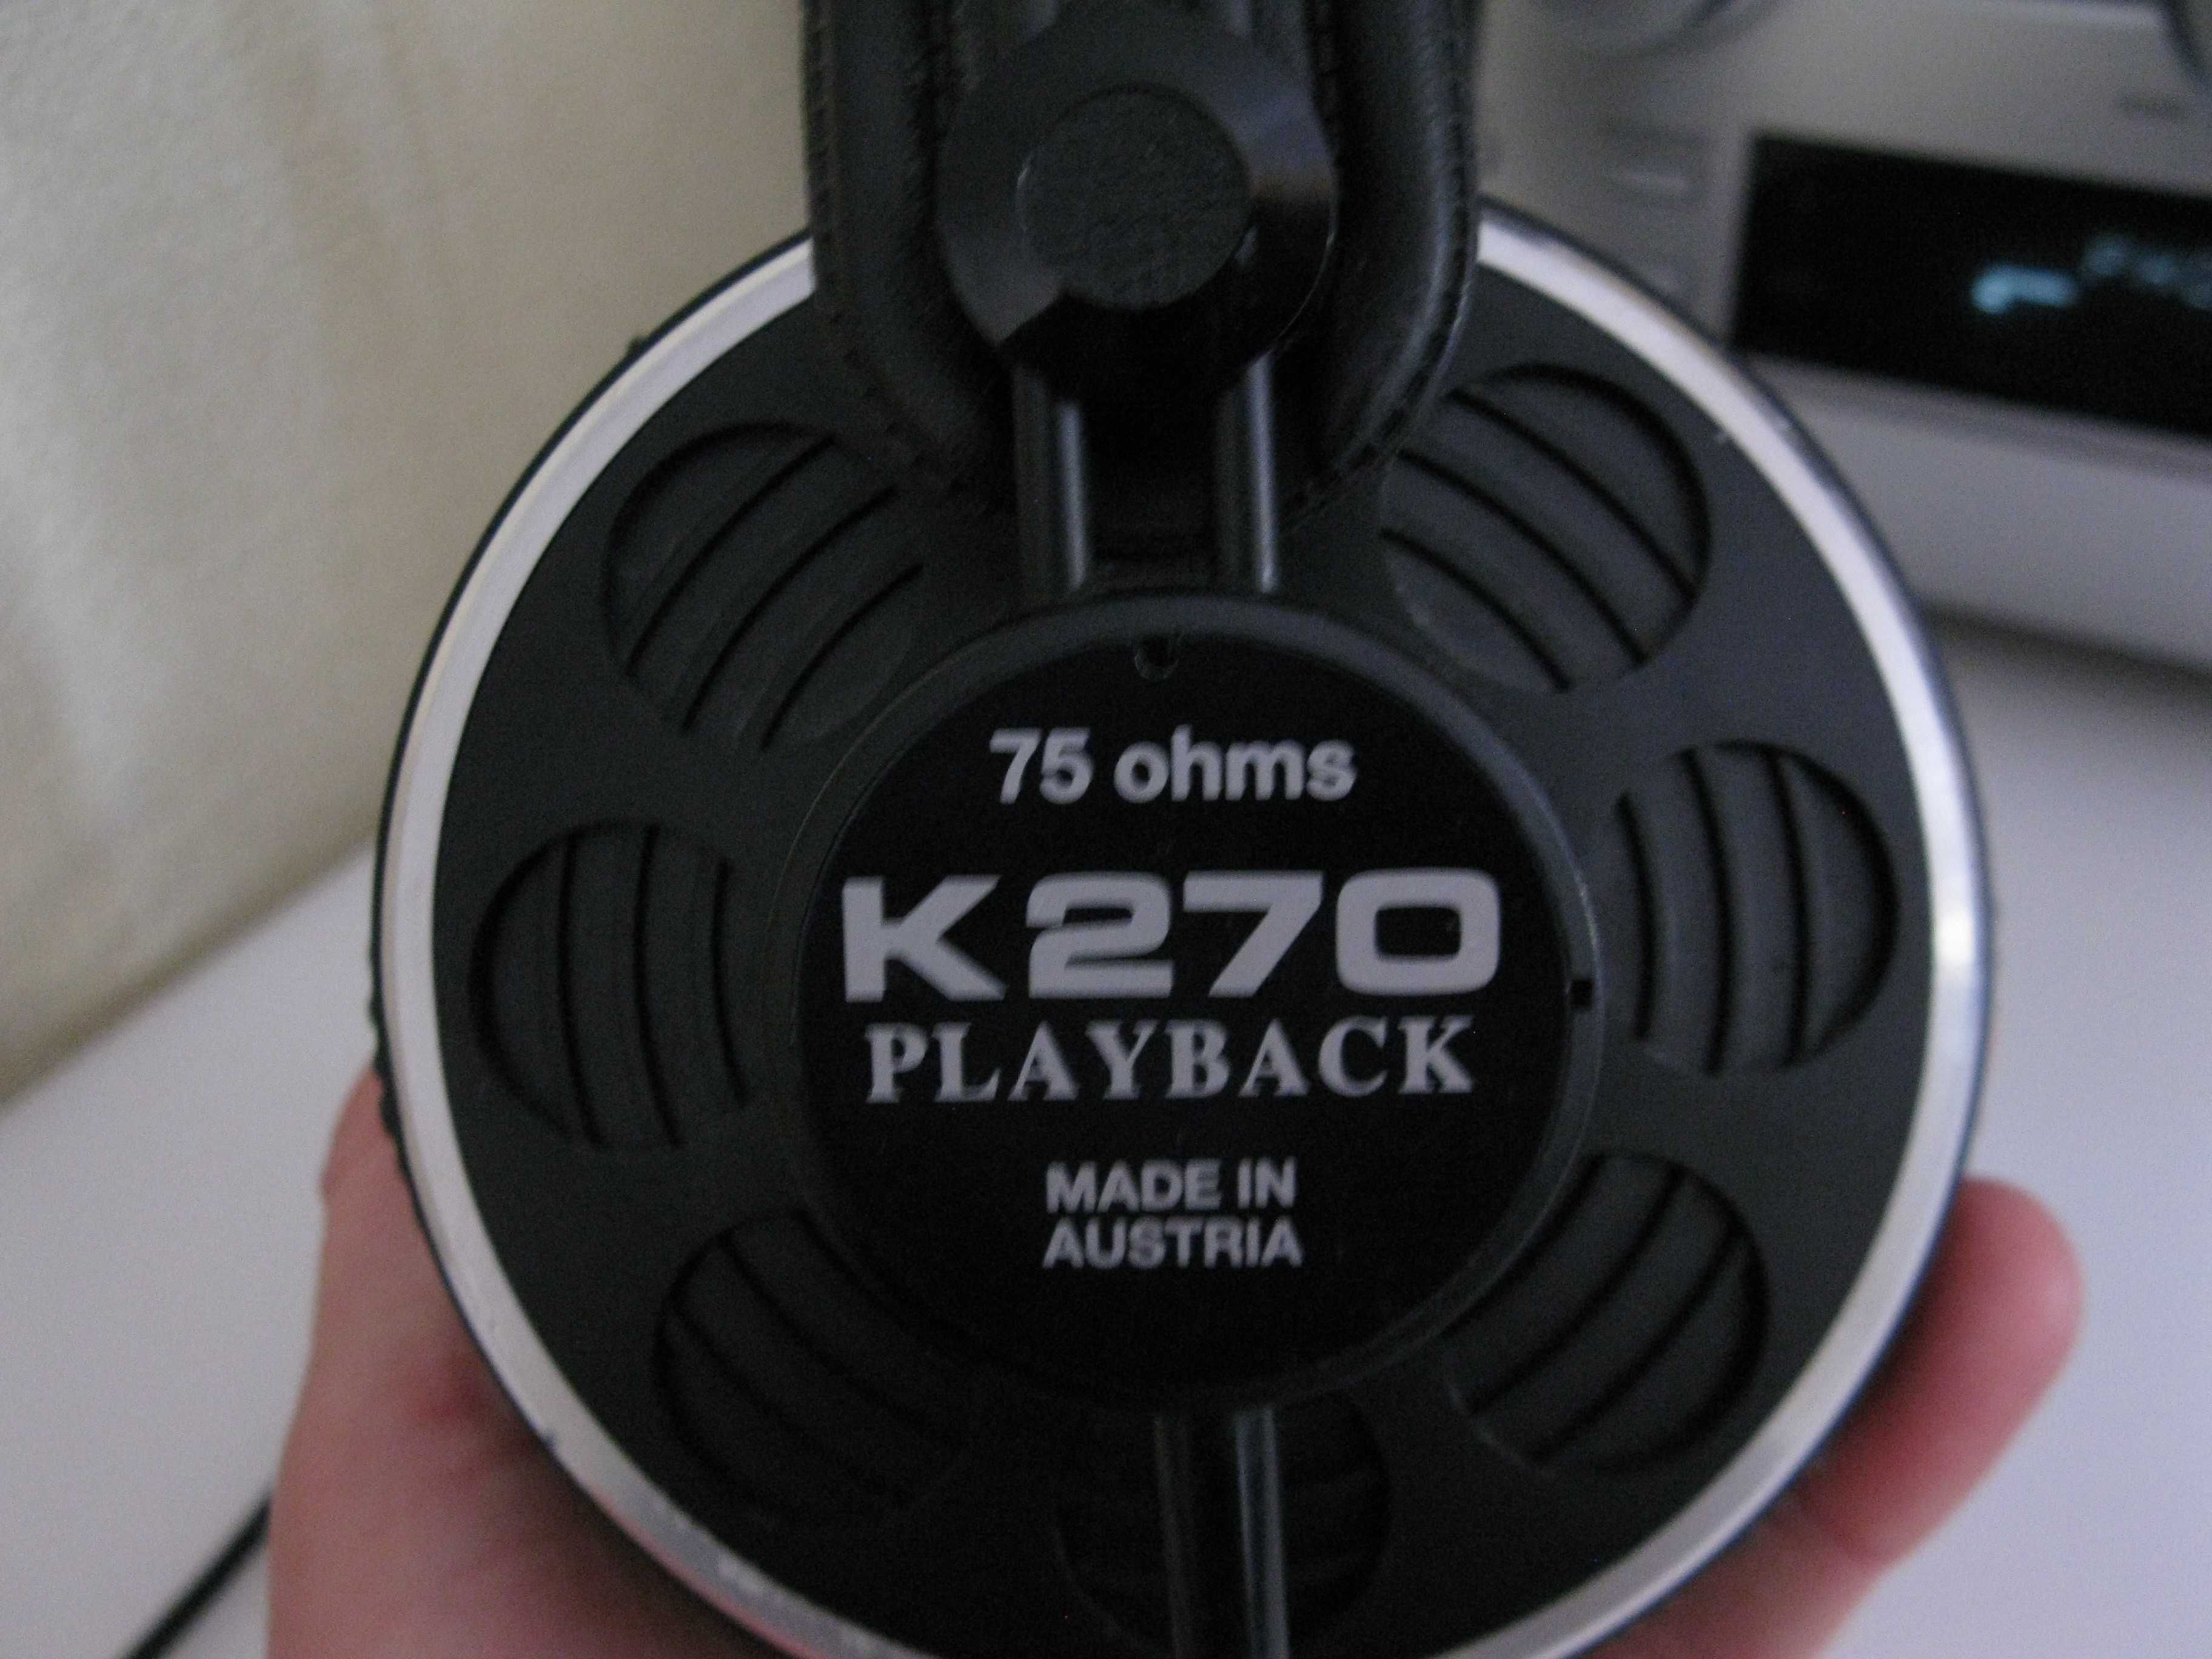 75 ohms
K270
PLAYBACK
MADE IN
AUSTRIA